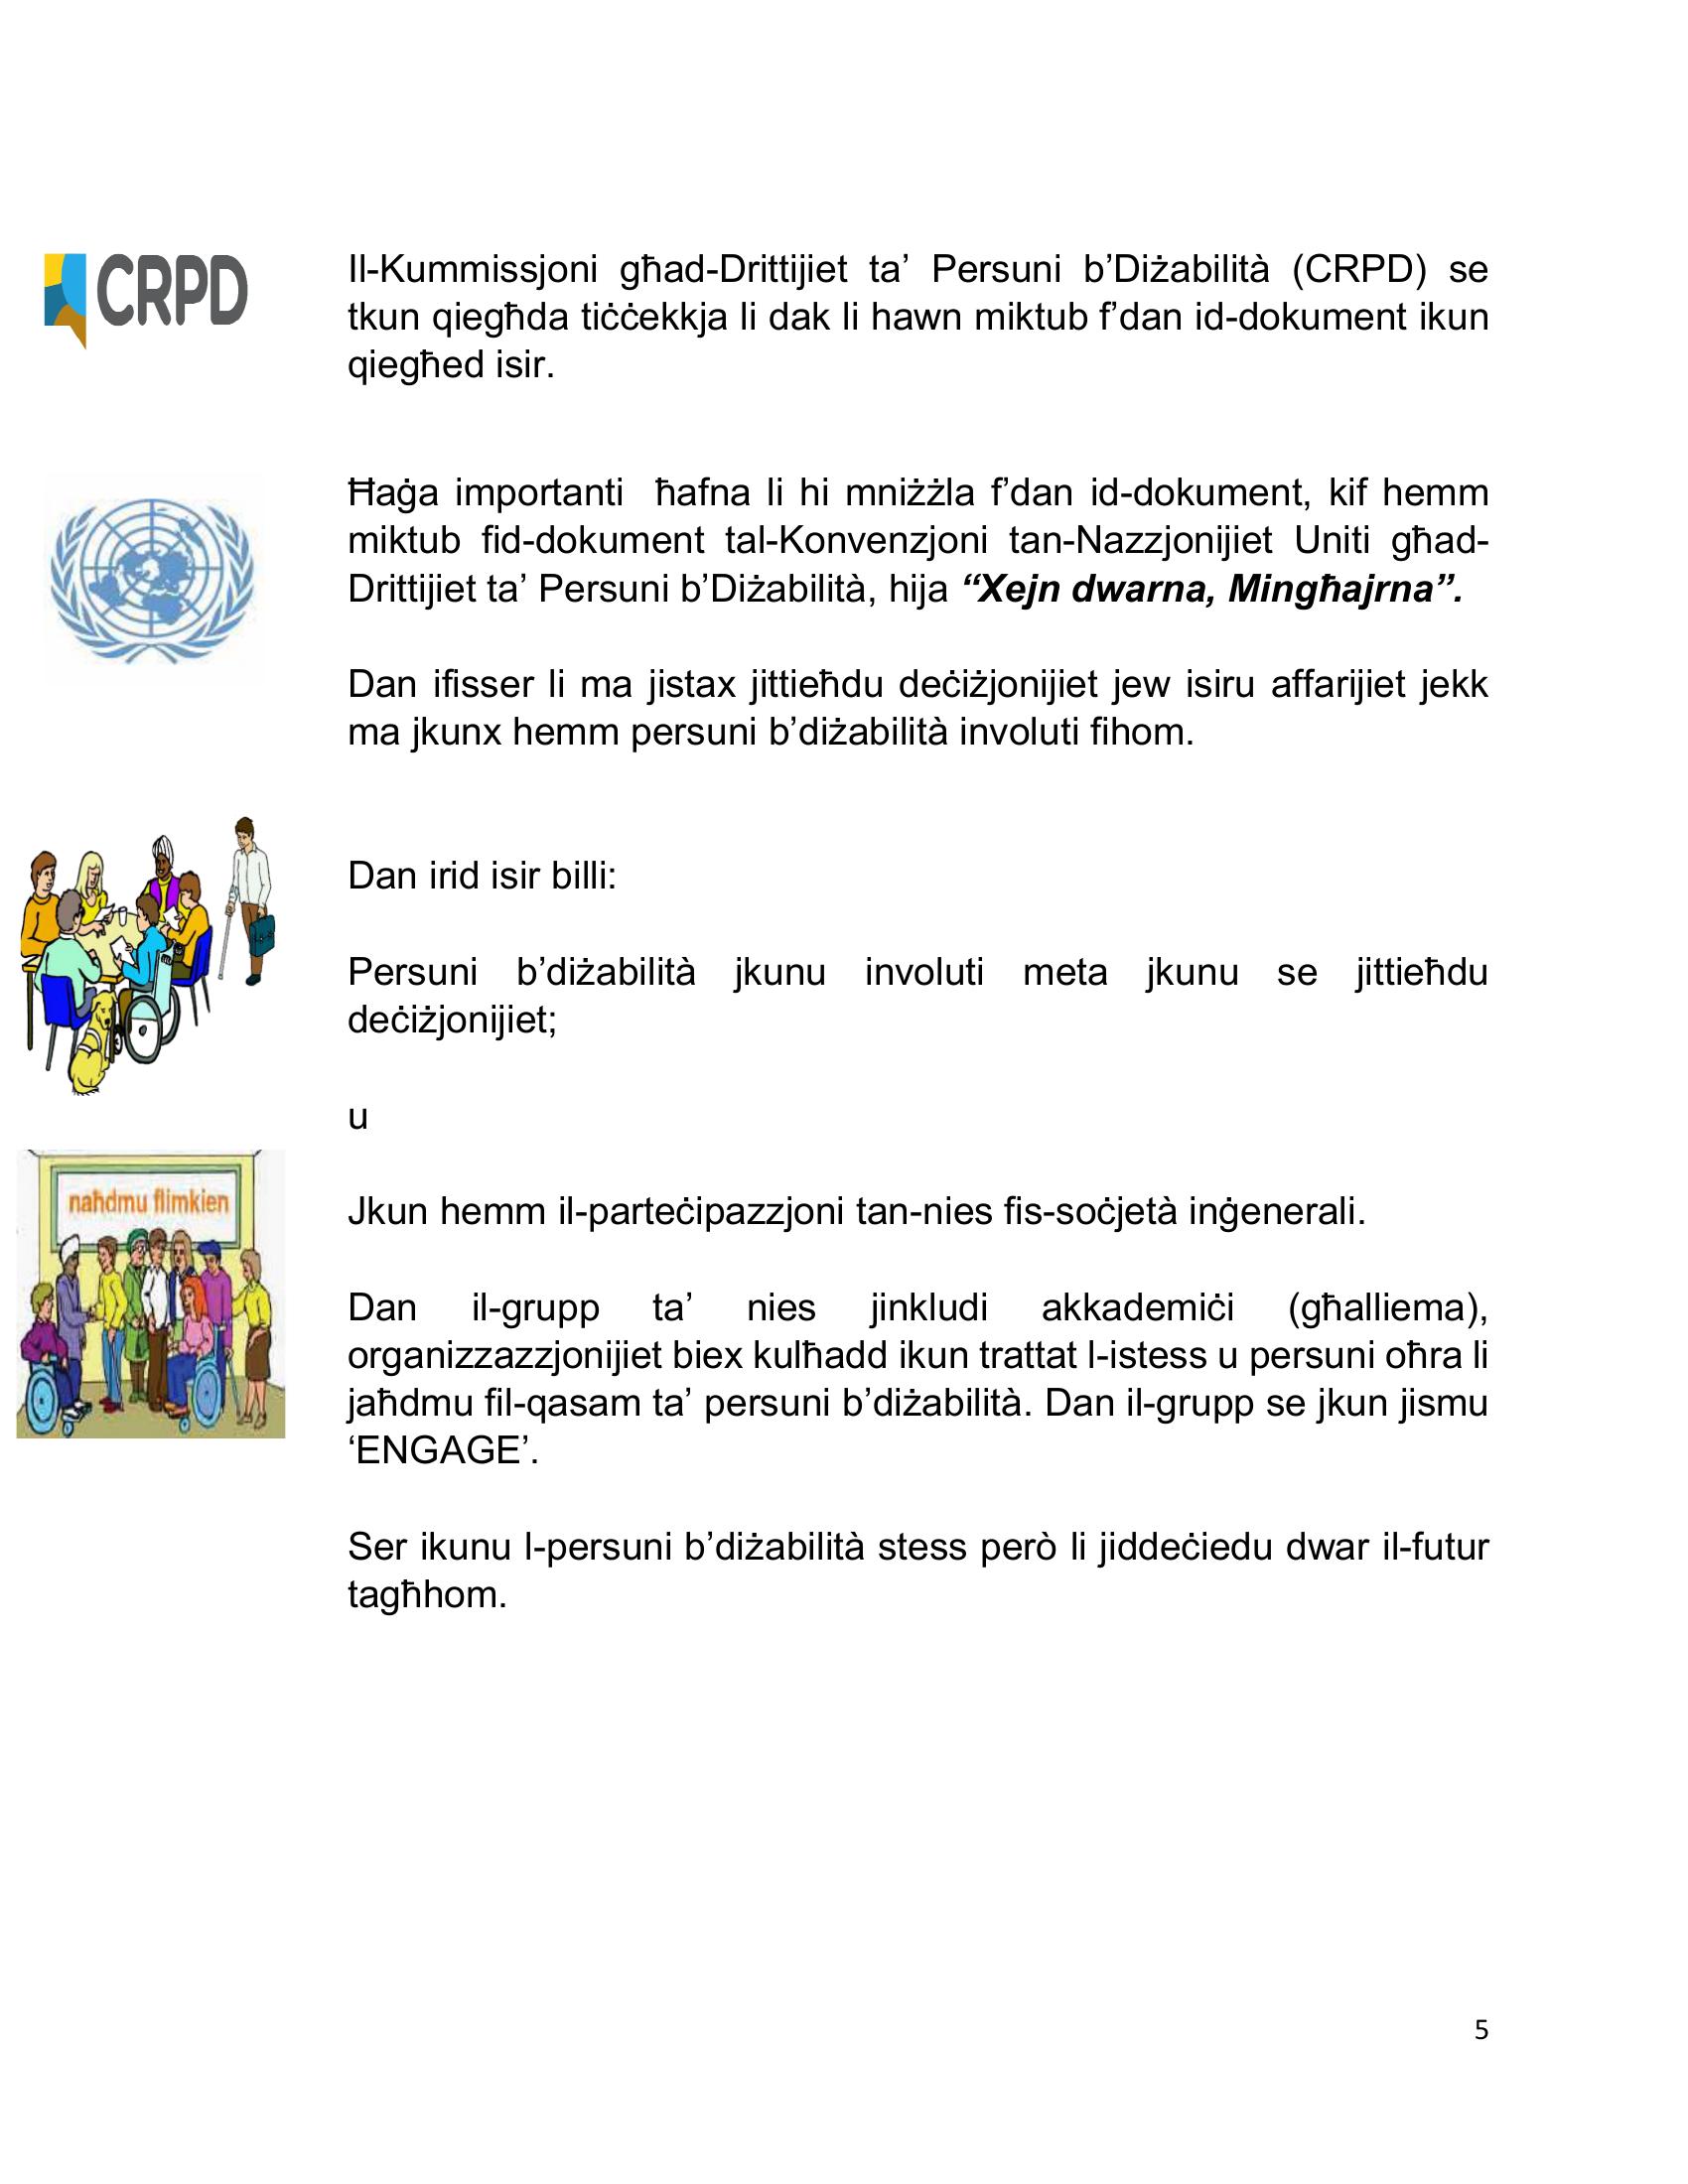 CRPD
Il-Kummissjoni għad-Drittijiet ta’ Persuni b’Diżabilità (CRPD) se
tkun qiegħda tiċċekkja li dak li hawn miktub f’dan id-dokument ikun
qiegħed isir.
Ħaġa importanti  ħafna li hi mniżżla f’dan id-dokument, kif hemm
miktub fid-dokument tal-Konvenzjoni tan-Nazzjonijiet Uniti għad-
Drittijiet ta’ Persuni b’Diżabilità, hija “Xejn dwarna, Mingħajrna”.
Dan ifisser li ma jistax jittieħdu deċiżjonijiet jew isiru affarijiet jekk
ma jkunx hemm persuni b’diżabilità involuti fihom.
Dan irid isir billi:
Persuni b’diżabilità jkunu involuti meta jkunu se jittieħdu
deċiżjonijiet;
u
naħdmu flimkien
Jkun hemm il-parteċipazzjoni tan-nies fis-soċjetà inġenerali.
Dan il-grupp ta’ nies jinkludi akkademiċi (għalliema),
organizzazzjonijiet biex kulħadd ikun trattat l-istess u persuni oħra li
jaħdmu fil-qasam ta’ persuni b’diżabilità. Dan il-grupp se jkun jismu
‘ENGAGE’.
Ser ikunu l-persuni b’diżabilità stess però li jiddeċiedu dwar il-futur
tagħhom.
5